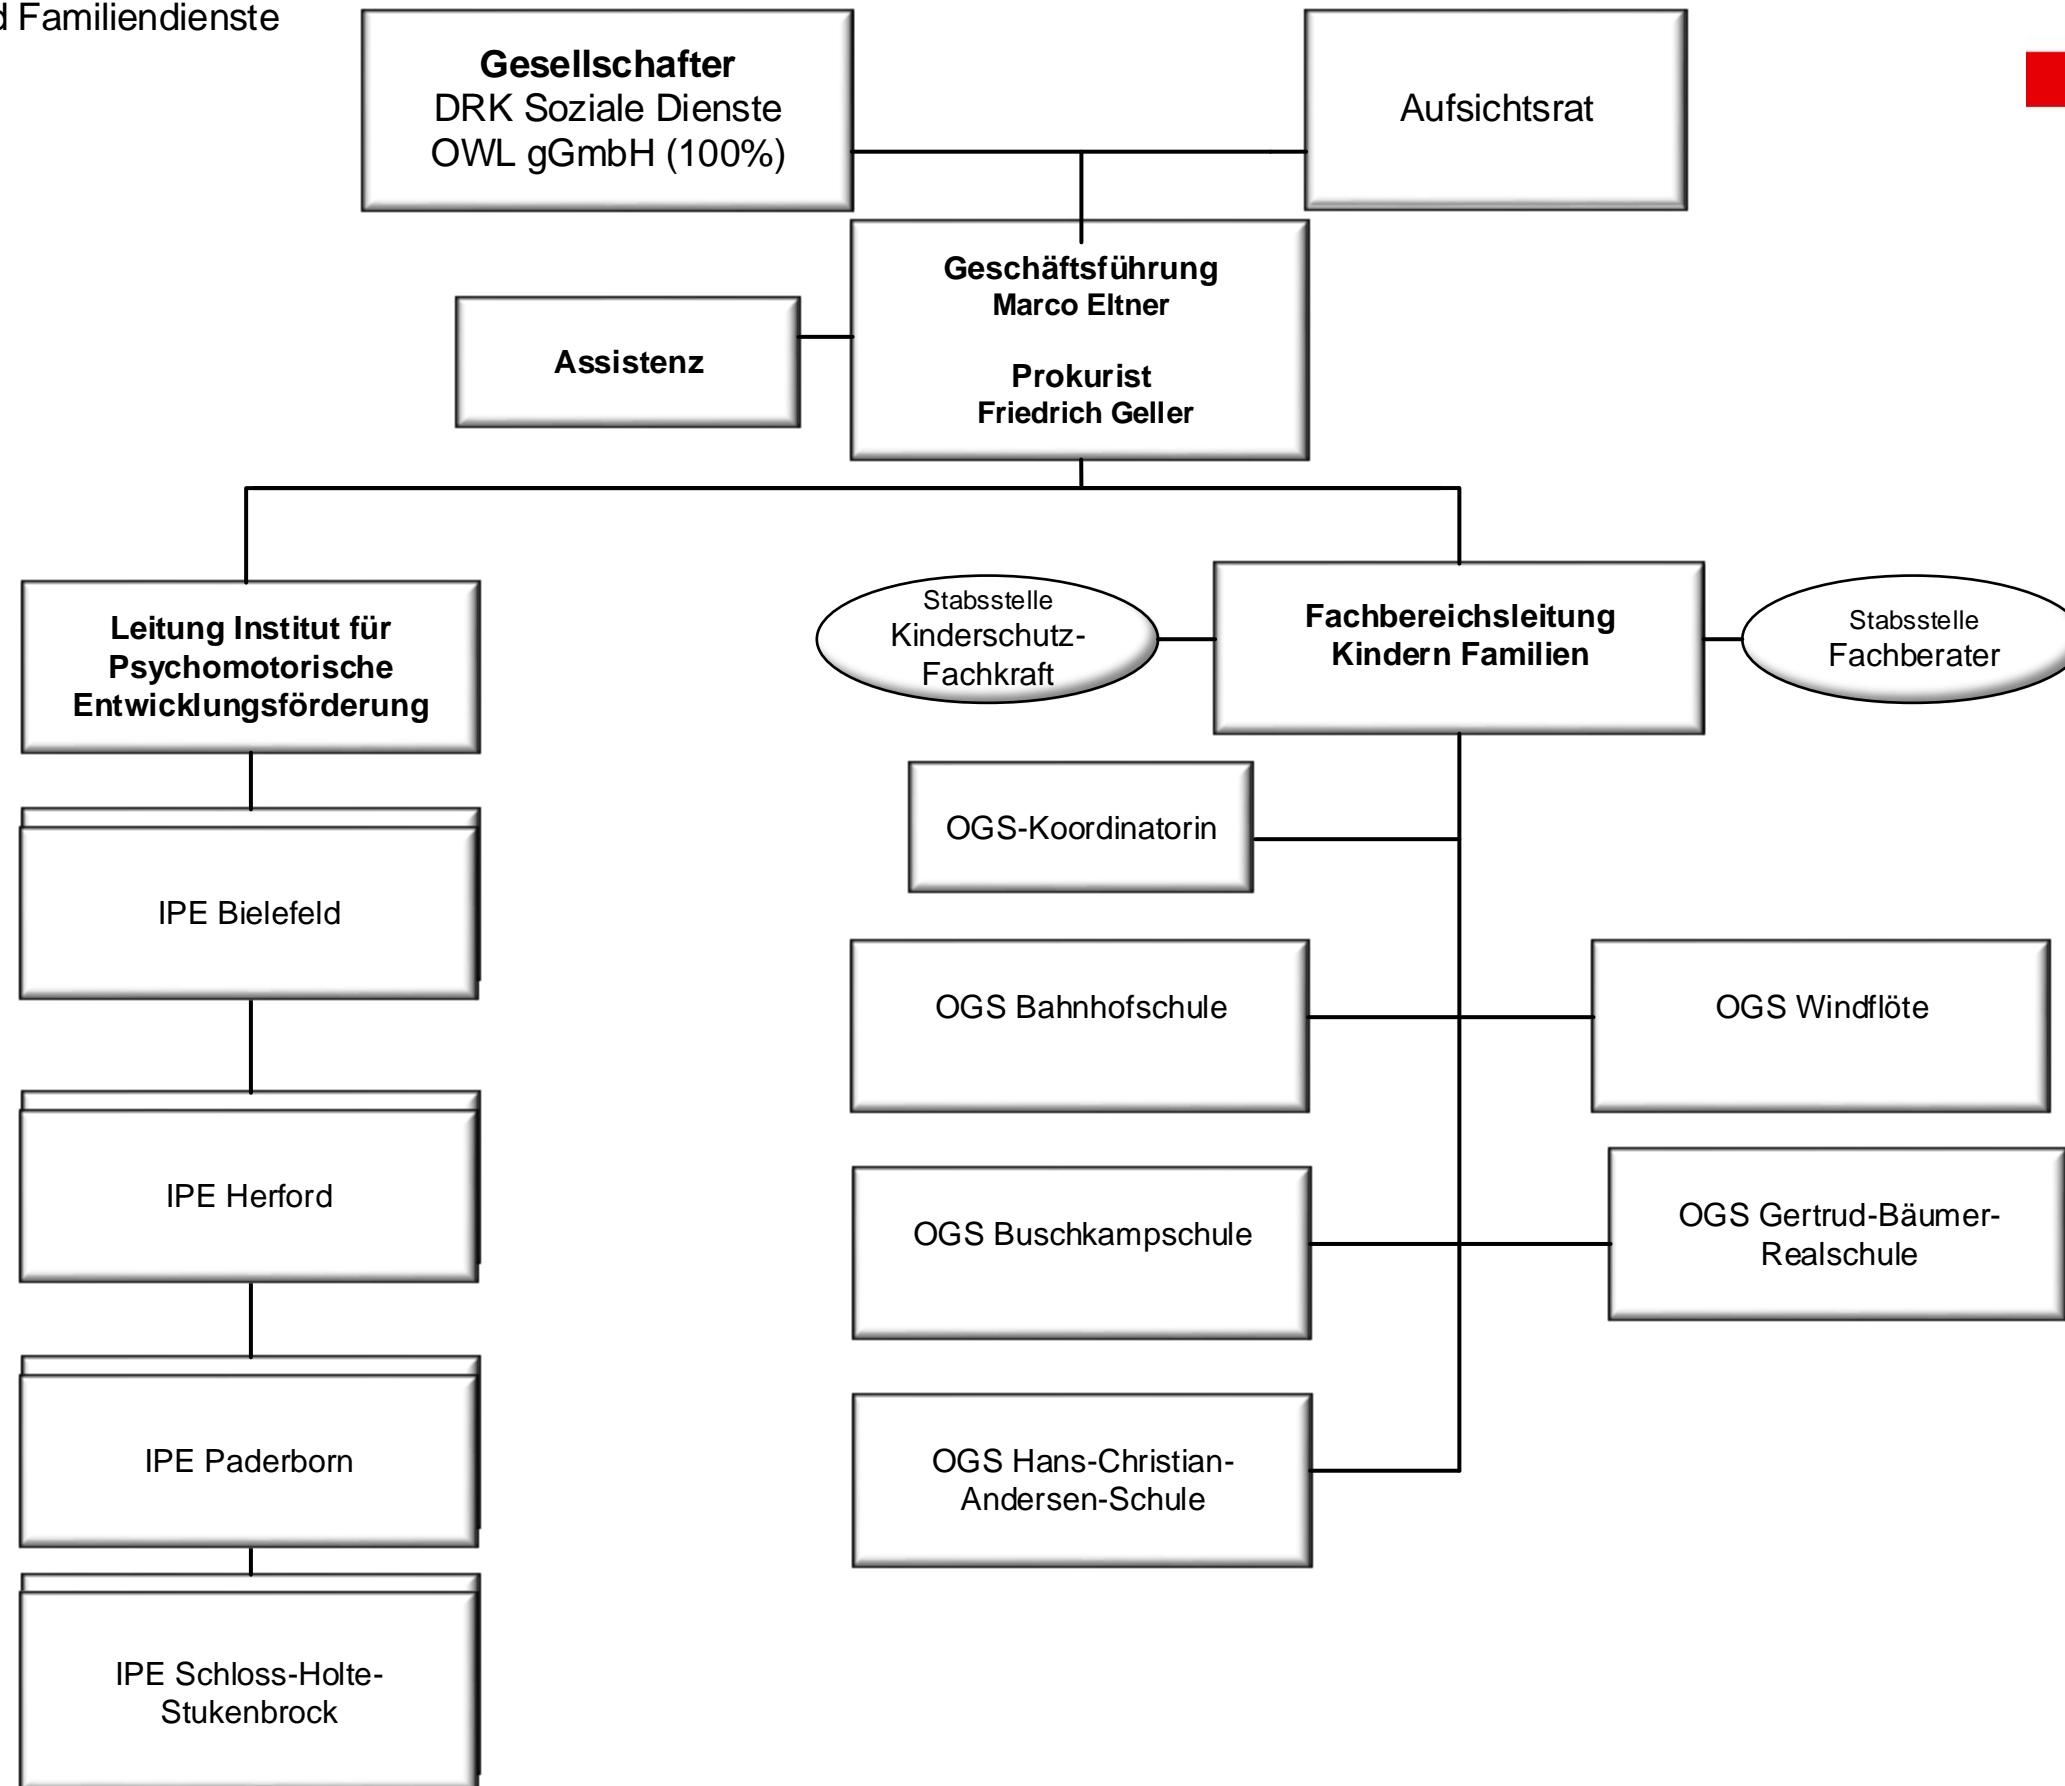 Familiendienste
Gesellschafter
DRK Soziale Dienste
OWL gGmbH (100%)
Aufsichtsrat
Geschäftsführung
Marco Eltner
Prokurist
Friedrich Geller
Assistenz
Leitung Institut für
Psychomotorische
Entwicklungsförderung
Stabsstelle
Kinderschutz-
Fachkraft
Fachbereichsleitung
Kindern Familien
Stabsstelle
Fachberater
OGS-Koordinatorin
IPE Bielefeld
OGS Bahnhofschule
OGS Windflöte
IPE Herford
OGS Buschkampschule
OGS Gertrud-Bäumer-
Realschule
IPE Paderborn
OGS Hans-Christian-
Andersen-Schule
IPE Schloss-Holte-
Stukenbrock